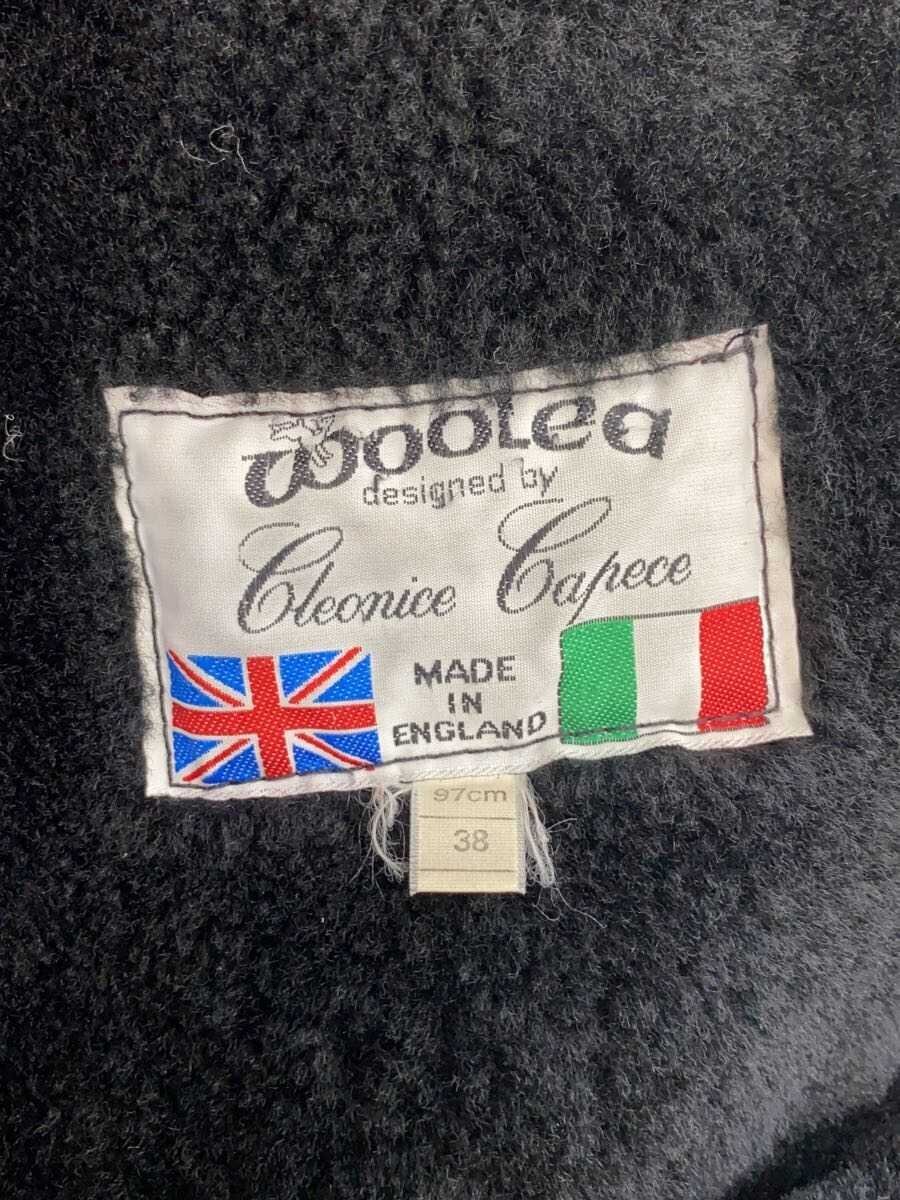 woolea
designed by
Cleonice Capece
MADE
IN
ENGLAND
97cm
38